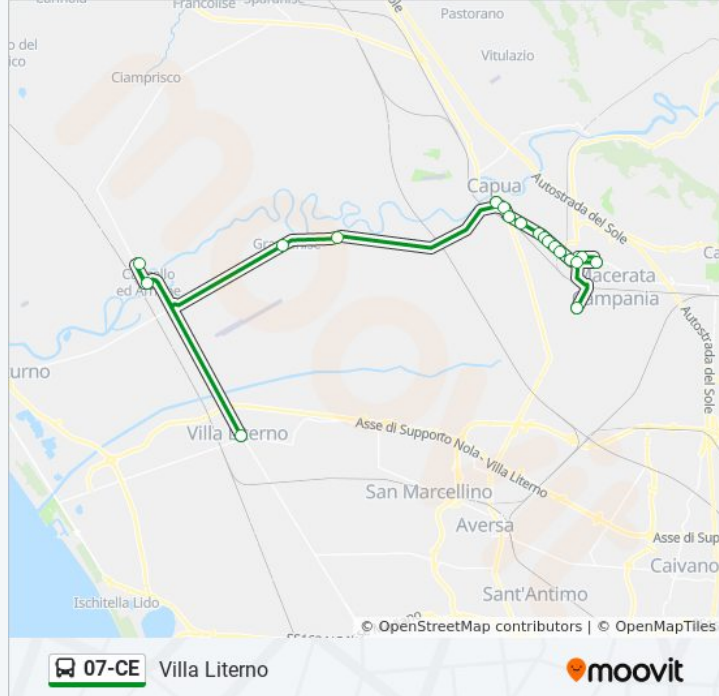 Francolise
Pastorano
Vitulazio
Ciamprisco
Capua
Autostrada del Sole
Macerata
Campania
ed
Villa Literno
Asse di Supporto Nola - Villa Literno
Autostrada del Sole
San Marcellino
Aversa
Asse di Sup
Caivano
Sant'Antimo
Ischitella Lido
© OpenStreetMap contributors | © OpenMapTiles
07-CE Villa Literno
moovit